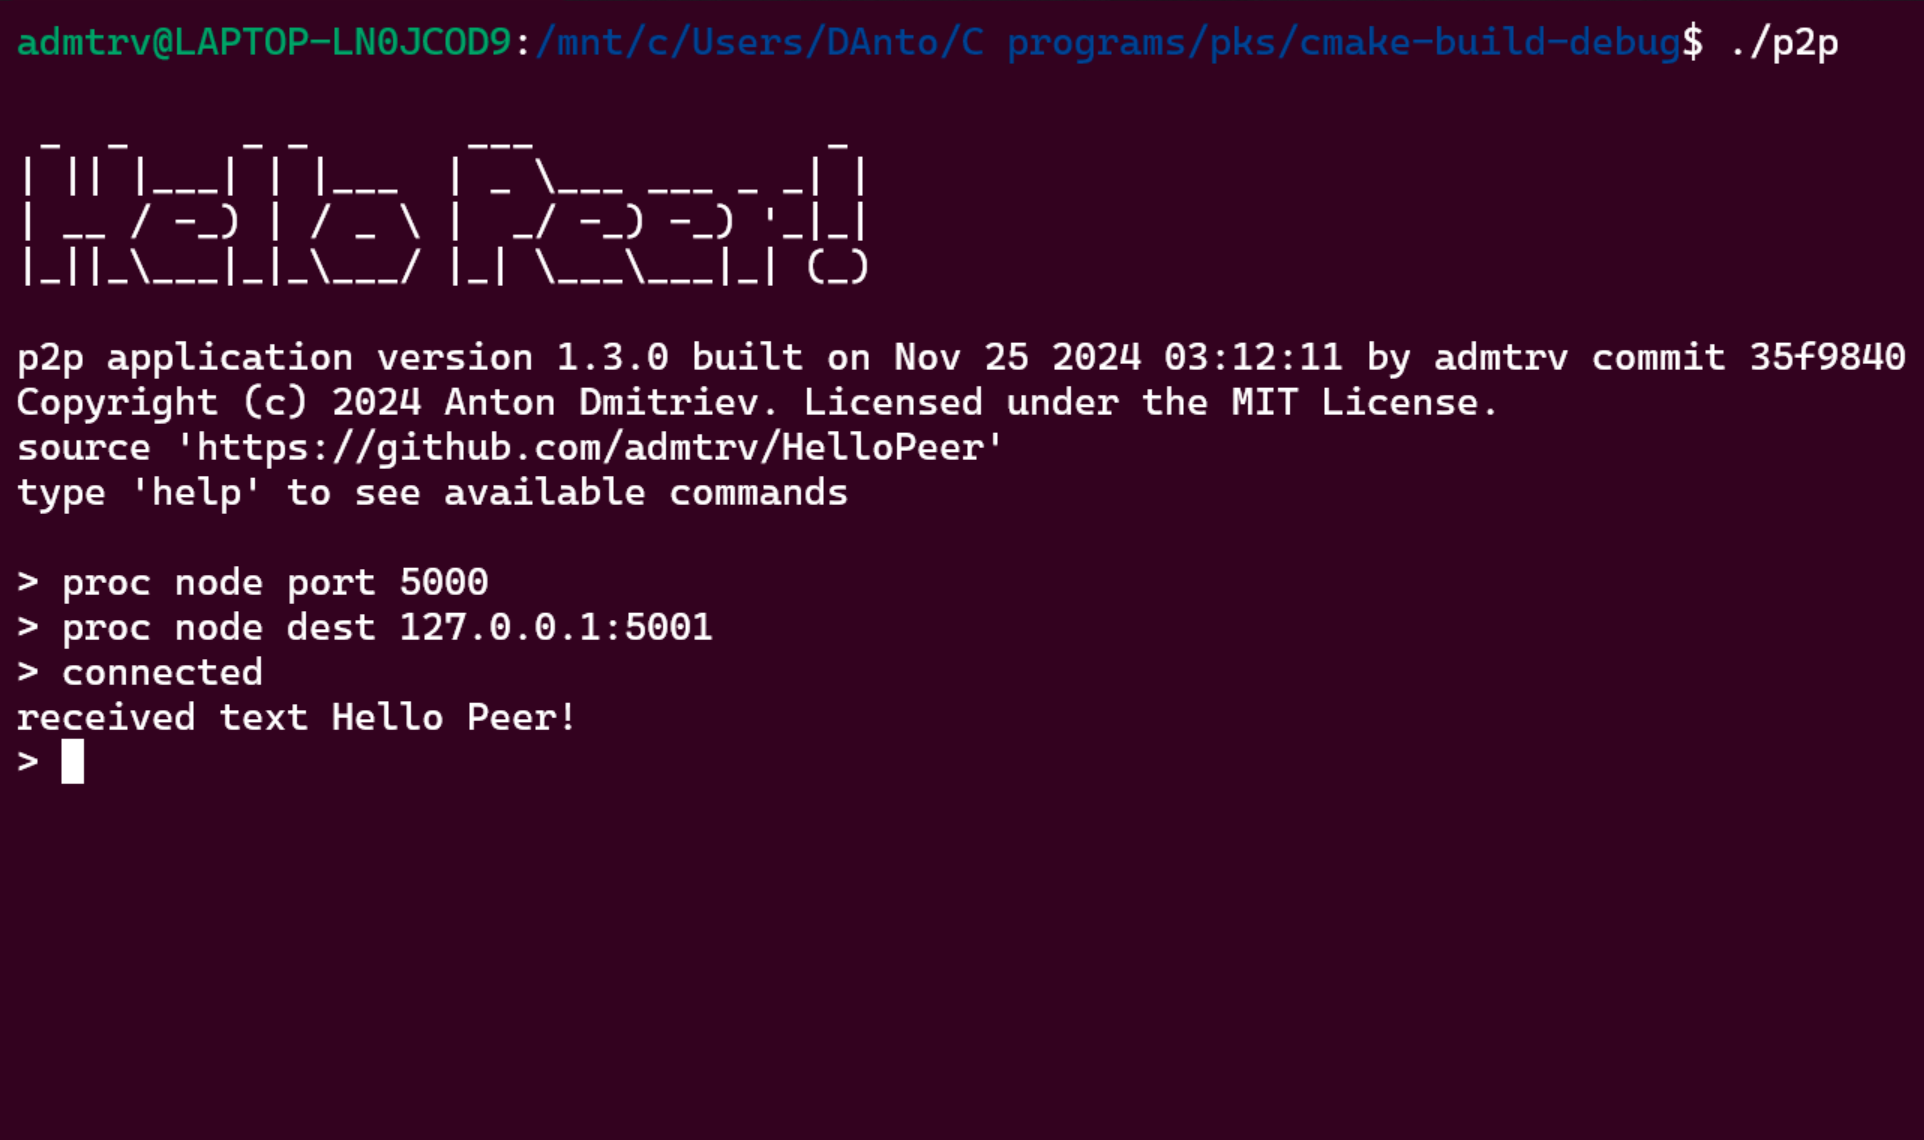 admtrv@LAPTOP-LN0JCOD9:/mnt/c/Users/DAnto/C programs/pks/cmake-build-debug$ ./p2p
Hello Peer!
p2p application version 1.3.0 built on Nov 25 2024 03:12:11 by admtrv commit 35f9840
Copyright (c) 2024 Anton Dmitriev. Licensed under the MIT License.
source 'https://github.com/admtrv/HelloPeer'
type 'help' to see available commands
> proc node port 5000
> proc node dest 127.0.0.1:5001
> connected
received text Hello Peer!
>